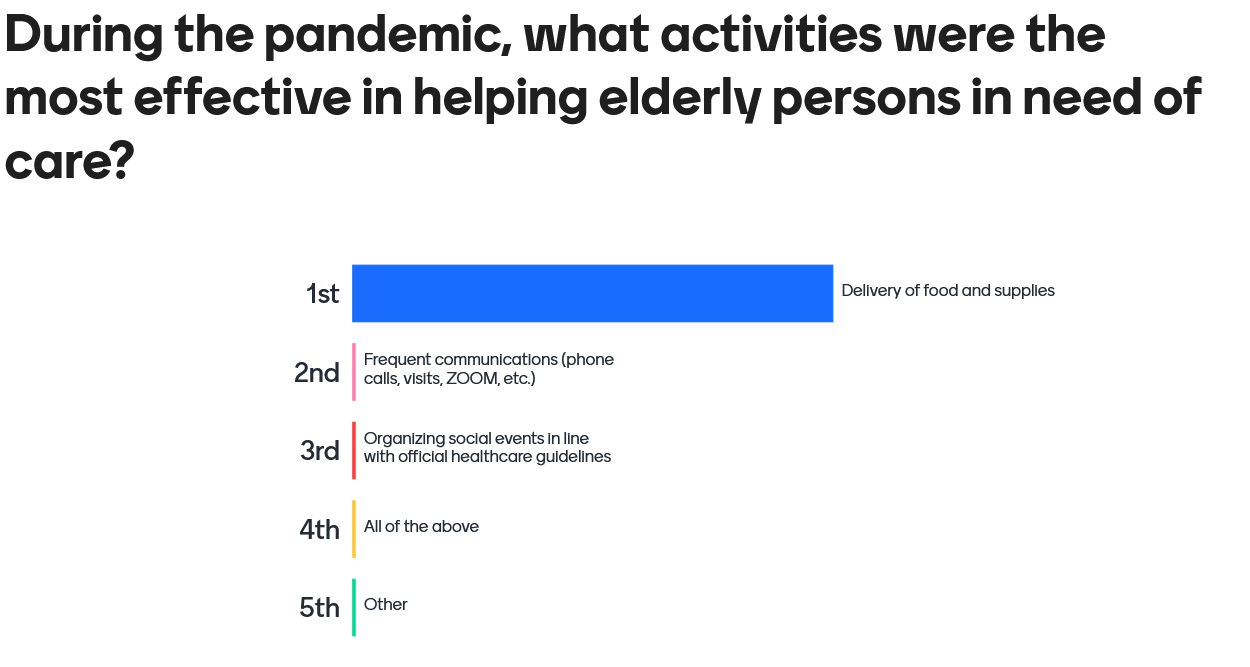 During the pandemic, what activities were the
most effective in helping elderly persons in need of
care?
1st
Delivery of food and supplies
2nd
Frequent communications (phone
calls, visits, ZOOM, etc.)
3rd
Organizing social events in line
with official healthcare guidelines
4th
All of the above
5th
Other